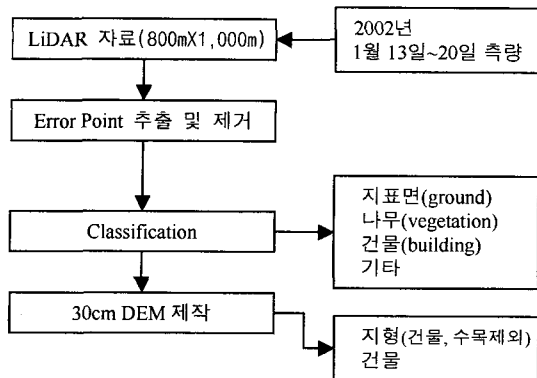 LiDAR 자료(800mX1,000m)
2002년
1월 13일~20일 측량
Error Point 추출 및 제거
Classification
지표면(ground)
나무(vegetation)
건물(building)
기타
30cm DEM 제작
지형(건물, 수목제외)
건물